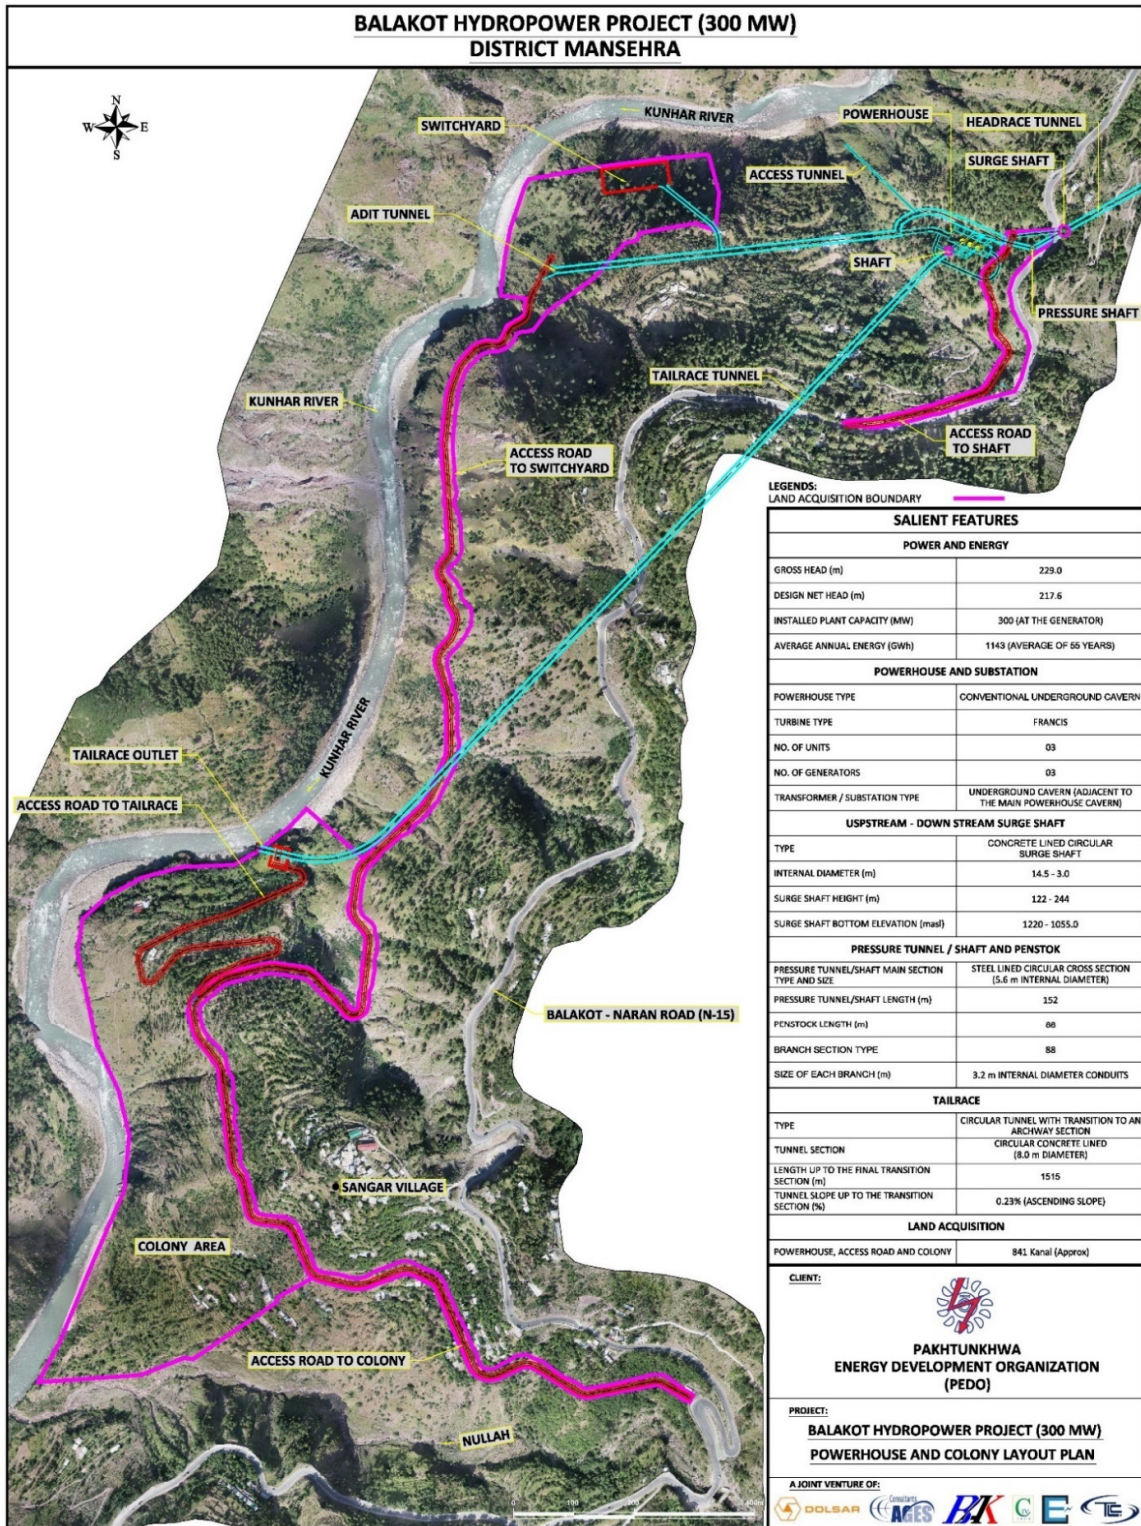 BALAKOT HYDROPOWER PROJECT (300 MW)
DISTRICT MANSEHRA
N
W E
S
KUNHAR RIVER
SWITCHYARD
POWERHOUSE
HEADRACE TUNNEL
SURGE SHAFT
ACCESS TUNNEL
ADIT TUNNEL
SHAFT
PRESSURE SHAFT
TAILRACE TUNNEL
KUNHAR RIVER
ACCESS ROAD
TO SHAFT
ACCESS ROAD
TO SWITCHYARD
KUNHAR RIVER
TAILRACE OUTLET
ACCESS ROAD TO TAILRACE
BALAKOT - NARAN ROAD (N-15)
SANGAR VILLAGE
COLONY AREA
ACCESS ROAD TO COLONY
NULLAH
0 100 200 400m
LEGENDS:
LAND ACQUISITION BOUNDARY
SALIENT FEATURES
POWER AND ENERGY
GROSS HEAD (m) 229.0
DESIGN NET HEAD (m) 217.6
INSTALLED PLANT CAPACITY (MW) 300 (AT THE GENERATOR)
AVERAGE ANNUAL ENERGY (GWh) 1143 (AVERAGE OF 55 YEARS)
POWERHOUSE AND SUBSTATION
POWERHOUSE TYPE CONVENTIONAL UNDERGROUND CAVERN
TURBINE TYPE FRANCIS
NO. OF UNITS 03
NO. OF GENERATORS 03
TRANSFORMER / SUBSTATION TYPE UNDERGROUND CAVERN (ADJACENT TO
THE MAIN POWERHOUSE CAVERN)
USPSTREAM - DOWN STREAM SURGE SHAFT
TYPE CONCRETE LINED CIRCULAR
SURGE SHAFT
INTERNAL DIAMETER (m) 14.5 - 3.0
SURGE SHAFT HEIGHT (m) 122 - 244
SURGE SHAFT BOTTOM ELEVATION (masl) 1220 - 1055.0
PRESSURE TUNNEL / SHAFT AND PENSTOK
PRESSURE TUNNEL/SHAFT MAIN SECTION
TYPE AND SIZE STEEL LINED CIRCULAR CROSS SECTION
(5.6 m INTERNAL DIAMETER)
PRESSURE TUNNEL/SHAFT LENGTH (m) 152
PENSTOCK LENGTH (m)
BRANCH SECTION TYPE 88
SIZE OF EACH BRANCH (m) 3.2 m INTERNAL DIAMETER CONDUITS
TAILRACE
TYPE CIRCULAR TUNNEL WITH TRANSITION TO AN
ARCHWAY SECTION
TUNNEL SECTION CIRCULAR CONCRETE LINED
(8.0 m DIAMETER)
LENGTH UP TO THE FINAL TRANSITION
SECTION (m) 1515
TUNNEL SLOPE UP TO THE TRANSITION
SECTION (%) 0.23% (ASCENDING SLOPE)
LAND ACQUISITION
POWERHOUSE, ACCESS ROAD AND COLONY 841 Kanal (Approx)
CLIENT:
PAKHTUNKHWA
ENERGY DEVELOPMENT ORGANIZATION
(PEDO)
PROJECT:
BALAKOT HYDROPOWER PROJECT (300 MW)
POWERHOUSE AND COLONY LAYOUT PLAN
A JOINT VENTURE OF:
DOLSAR
Consultants
AGES
BAK